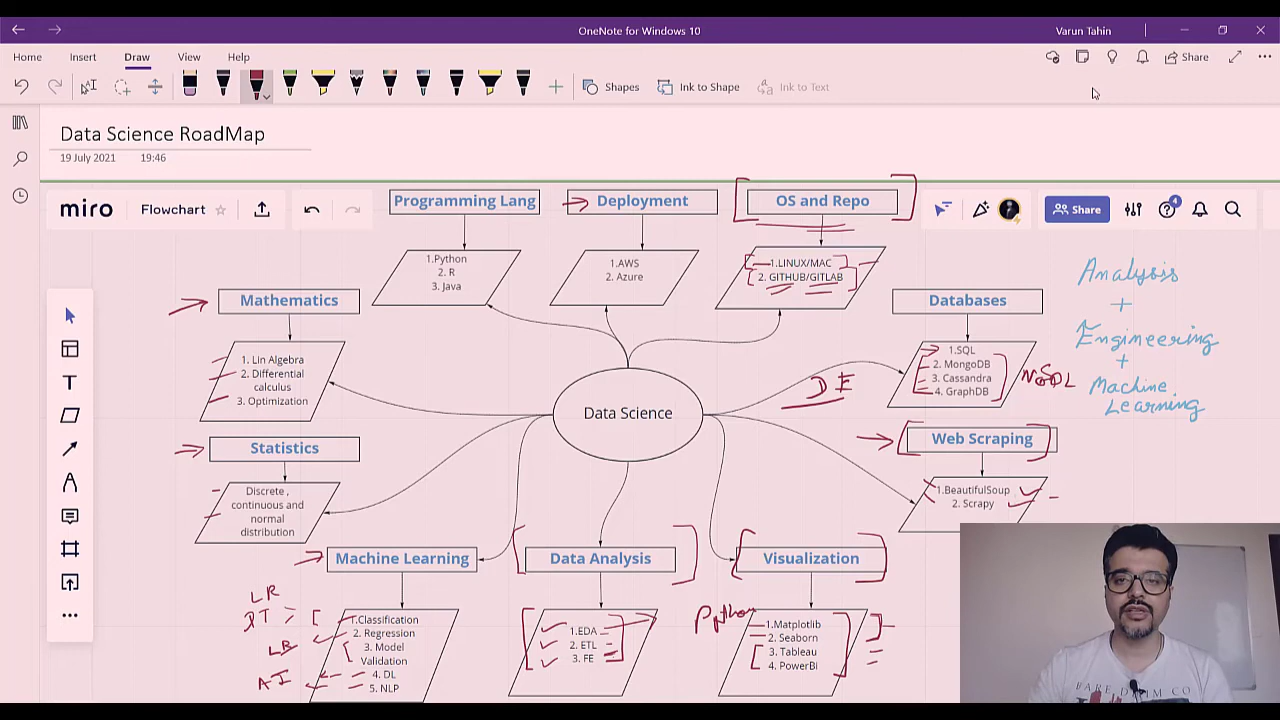 OneNote for Windows 10
Varun Tahin
Home
Insert
Draw
View
Help
Share
Shapes
Ink to Shape
Ink to Text
Data Science RoadMap
19 July 2021
19:46
miro
Flowchart
Share
4
Programming Lang
1.Python
2. R
3. Java
Deployment
1.AWS
2. Azure
OS and Repo
1.LINUX/MAC
2. GITHUB/GITLAB
Mathematics
1. Lin Algebra
2. Differential
calculus
3. Optimization
Databases
1.SQL
2. MongoDB
3. Cassandra
4. GraphDB
NoSQL
Analysis
+
Engineering
+
Machine
Learning
DE
Data Science
Statistics
Discrete ,
continuous and
normal
distribution
Web Scraping
1.BeautifulSoup
2. Scrapy
Machine Learning
LR
DT
LR
AI
1.Classification
2. Regression
3. Model
Validation
4. DL
5. NLP
Data Analysis
1.EDA
2. ETL
3. FE
Visualization
Python
1.Matplotlib
2. Seaborn
3. Tableau
4. PowerBi